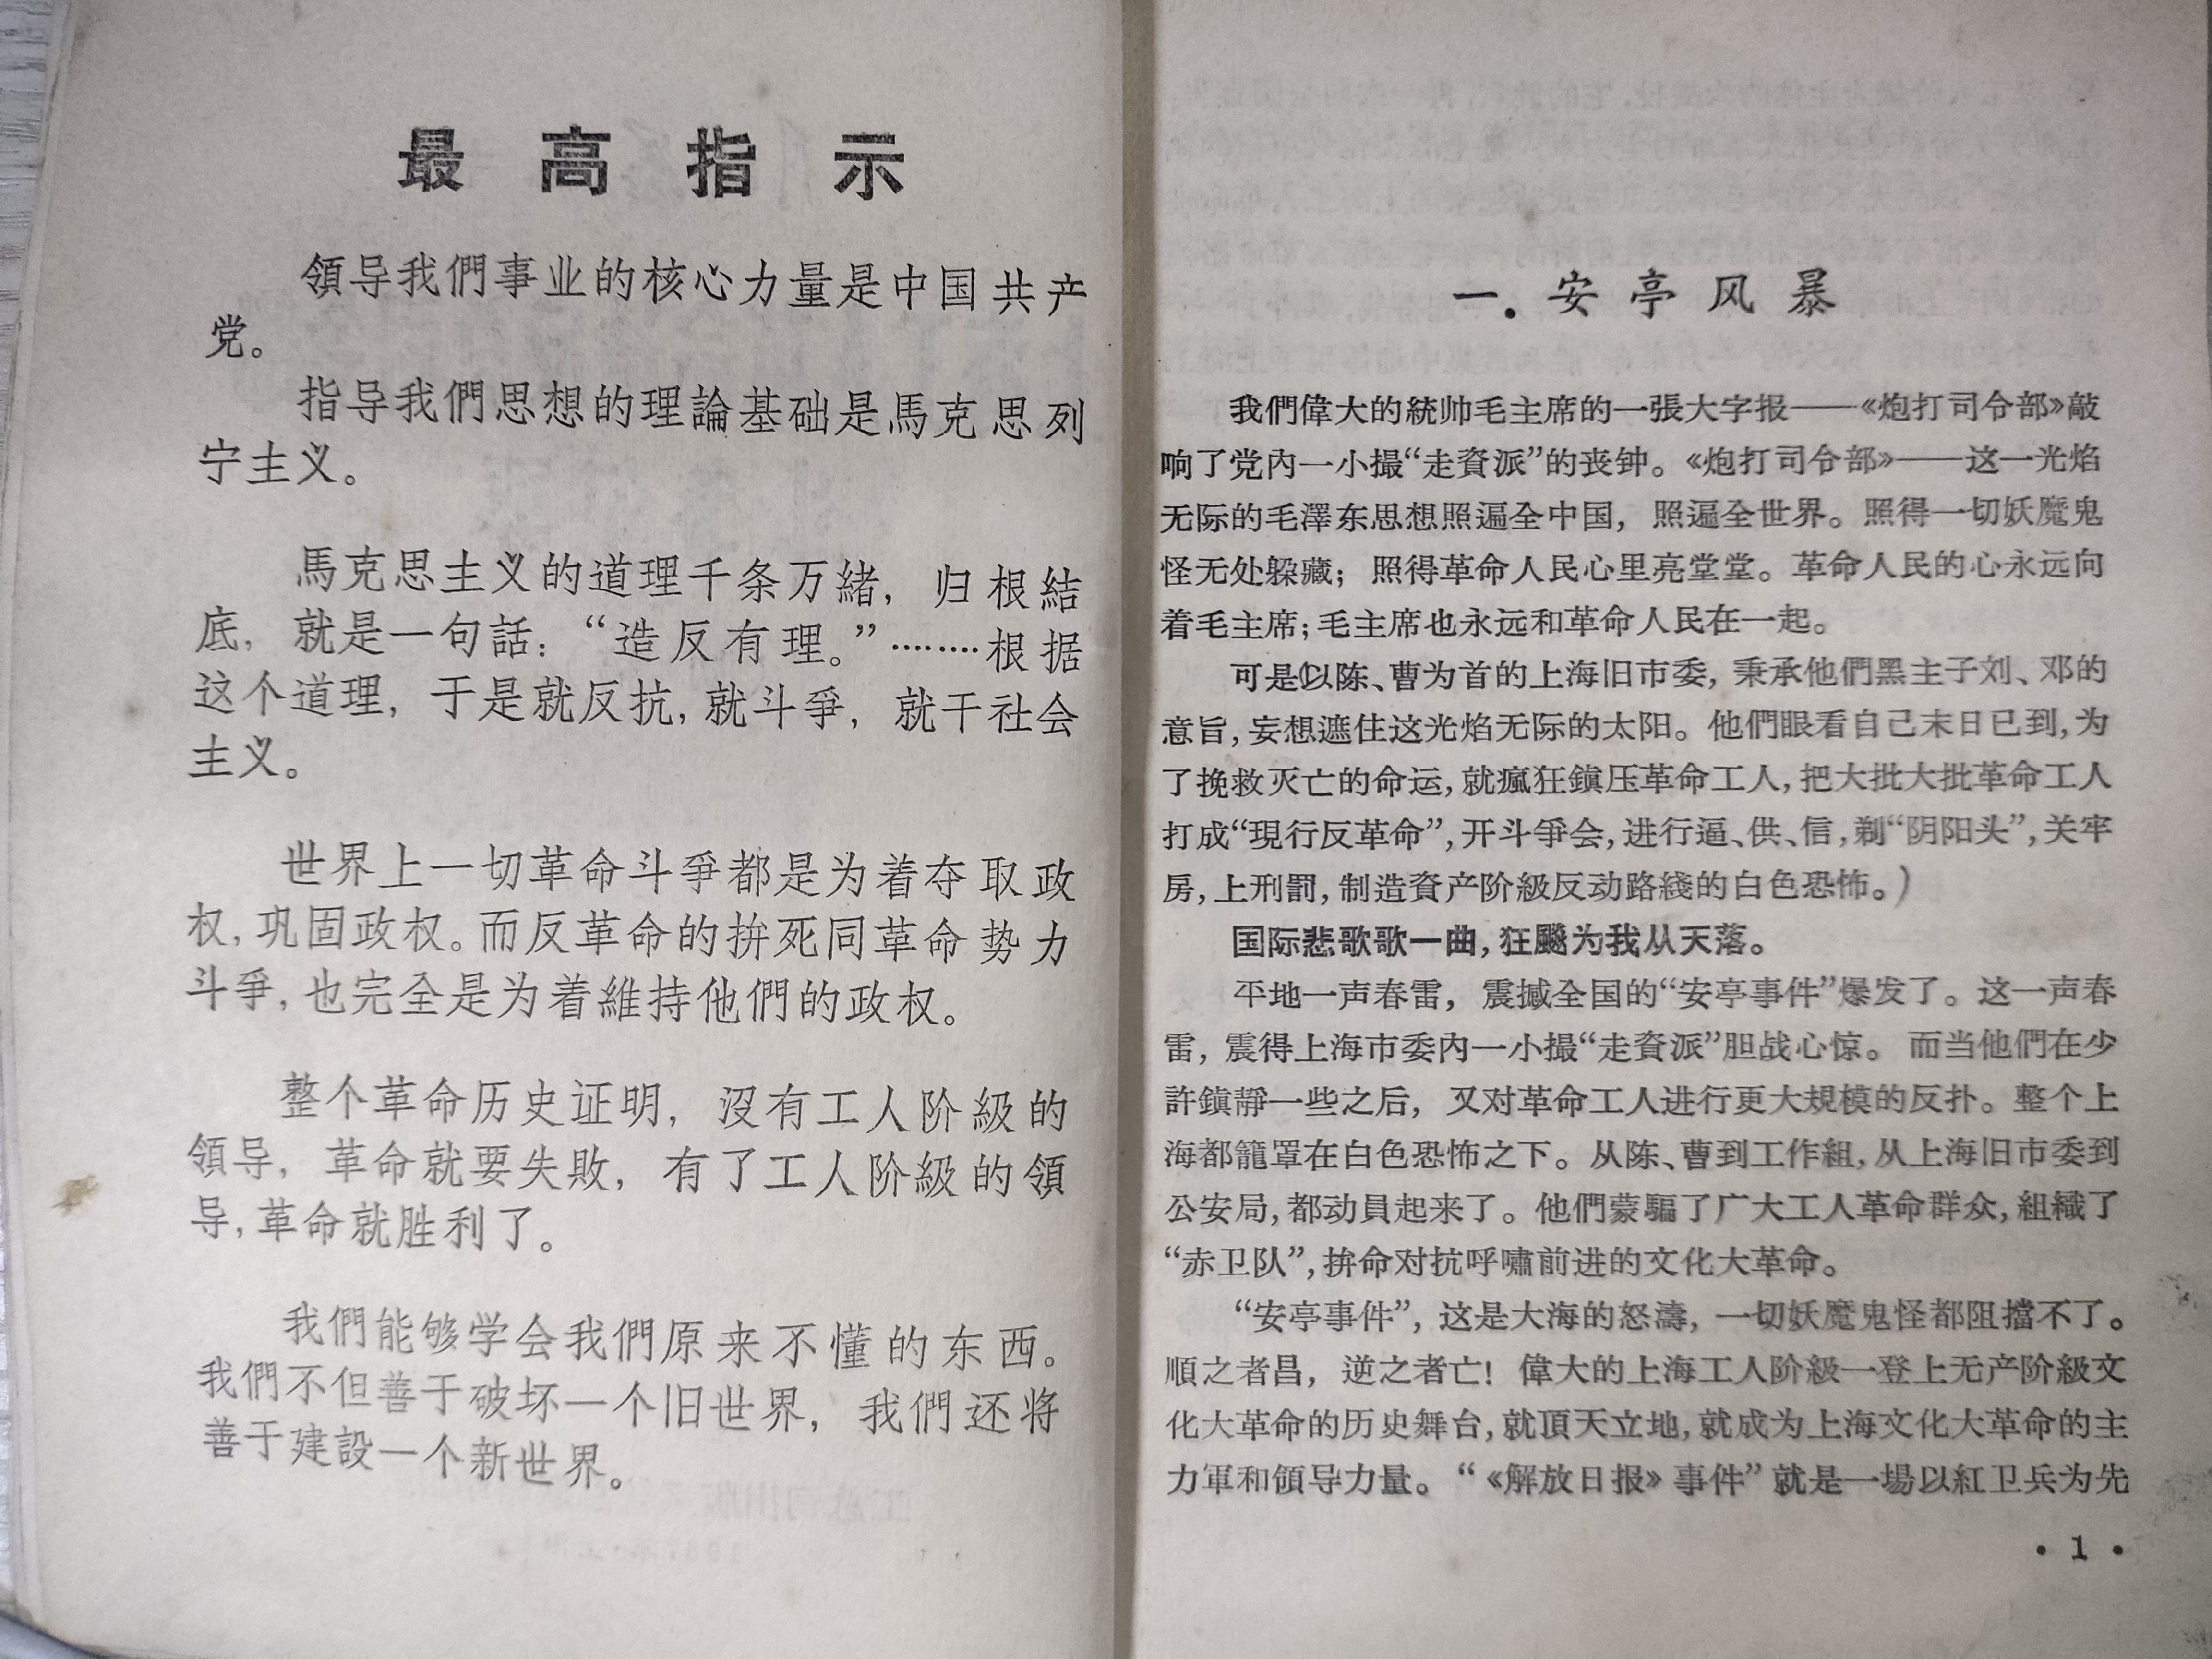 最高指示
領导我們事业的核心力量是中国共产
党。
指导我們思想的理論基础是馬克思列
宁主义。
馬克思主义的道理千条万緒，归根結
底，就是一句話：“造反有理。”………根据
这个道理，于是就反抗，就斗爭，就干社会
主义。
世界上一切革命斗爭都是为着夺取政
权，巩固政权。而反革命的拚死同革命势力
斗爭，也完全是为着維持他們的政权。
整个革命历史证明，沒有工人阶級的
領导，革命就要失敗，有了工人阶級的領
导，革命就胜利了。
我們能够学会我們原来不懂的东西。
我們不但善于破坏一个旧世界，我們还将
善于建設一个新世界。
一．安亭风暴
我們偉大的統帅毛主席的一張大字报——《炮打司令部》敲
响了党內一小撮“走資派”的丧钟。《炮打司令部》——这一光焰
无际的毛澤东思想照遍全中国，照遍全世界。照得一切妖魔鬼
怪无处躱藏；照得革命人民心里亮堂堂。革命人民的心永远向
着毛主席；毛主席也永远和革命人民在一起。
可是以陈、曹为首的上海旧市委，秉承他們黑主子刘、邓的
意旨，妄想遮住这光焰无际的太阳。他們眼看自己末日已到，为
了挽救灭亡的命运，就瘋狂鎭压革命工人，把大批大批革命工人
打成“現行反革命”，开斗爭会，进行逼、供、信，剃“阴阳头”，关牢
房，上刑罰，制造資产阶級反动路綫的白色恐怖。)
国际悲歌歌一曲，狂飈为我从天落。
平地一声春雷，震撼全国的“安亭事件”爆发了。这一声春
雷，震得上海市委內一小撮“走資派”胆战心惊。而当他們在少
許鎭靜一些之后，又对革命工人进行更大規模的反扑。整个上
海都籠罩在白色恐怖之下。从陈、曹到工作組，从上海旧市委到
公安局，都动員起来了。他們蒙騙了广大工人革命群众，組織了
“赤卫队”，拚命对抗呼嘯前进的文化大革命。
“安亭事件”，这是大海的怒濤，一切妖魔鬼怪都阻擋不了。
順之者昌，逆之者亡！偉大的上海工人阶級一登上无产阶級文
化大革命的历史舞台，就頂天立地，就成为上海文化大革命的主
力軍和領导力量。“《解放日报》事件”就是一場以紅卫兵为先
• 1 •